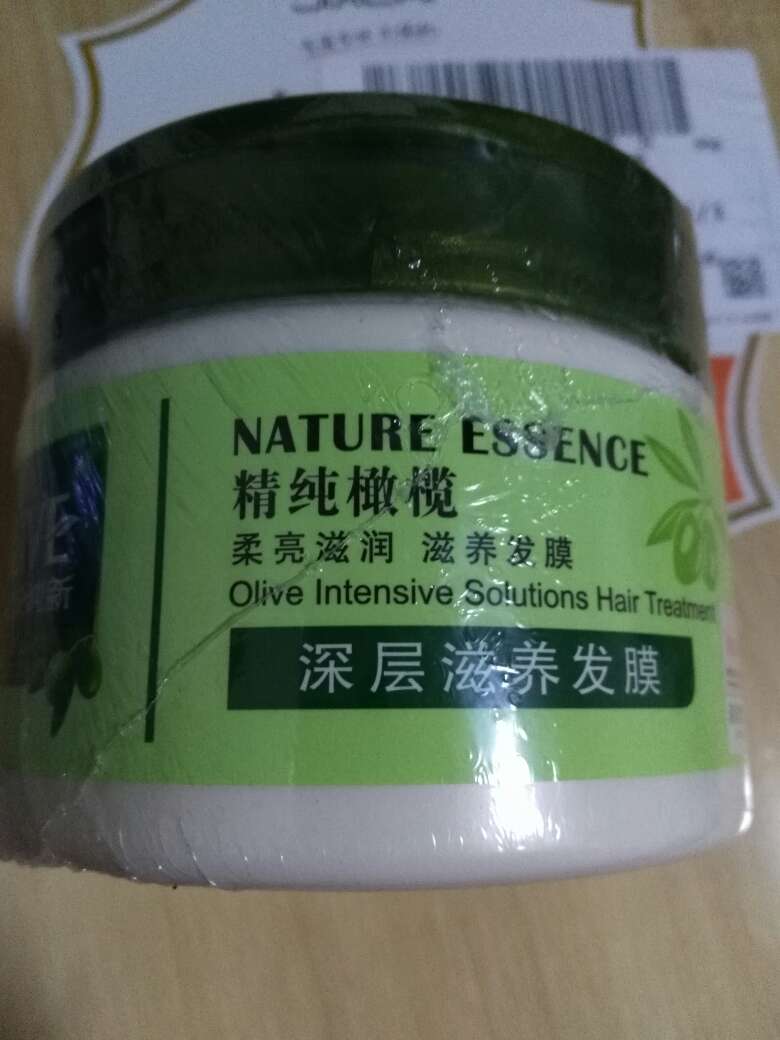 NATURE ESSENCE
精纯橄榄
柔亮滋润 滋养发膜
Olive Intensive Solutions Hair Treatment
深层滋养发膜